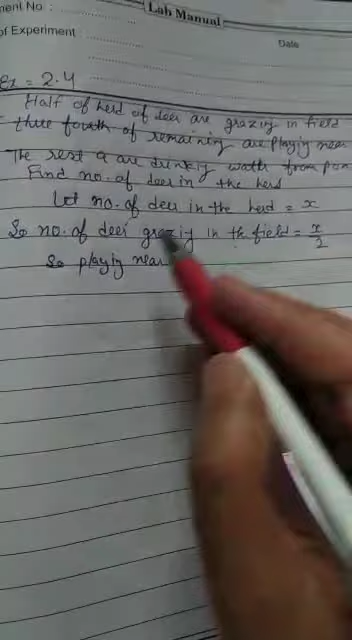 ment No :
Lab Manual
of Experiment :
Date
Ex = 2.4
Half of herd of deer are grazing in field
three fourth of remaining are playing near
The rest 9 are drinking water from pon
Find no. of deer in the herd
Let no. of deer in the herd = x
So no. of deer grazing in the field = x/2
So playing near